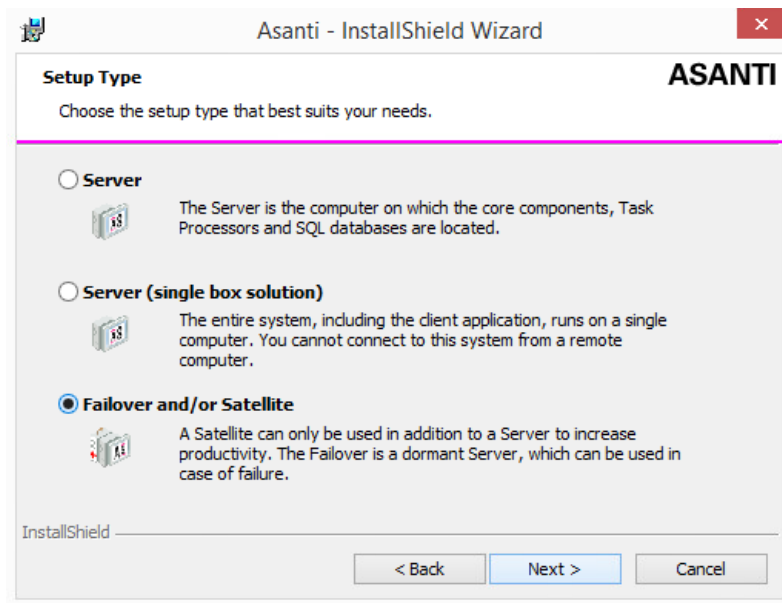 Asanti - InstallShield Wizard
Setup Type
ASANTI
Choose the setup type that best suits your needs.
Server
The Server is the computer on which the core components, Task
Processors and SQL databases are located.
Server (single box solution)
The entire system, including the client application, runs on a single
computer. You cannot connect to this system from a remote
computer.
Failover and/or Satellite
A Satellite can only be used in addition to a Server to increase
productivity. The Failover is a dormant Server, which can be used in
case of failure.
InstallShield
< Back
Next >
Cancel